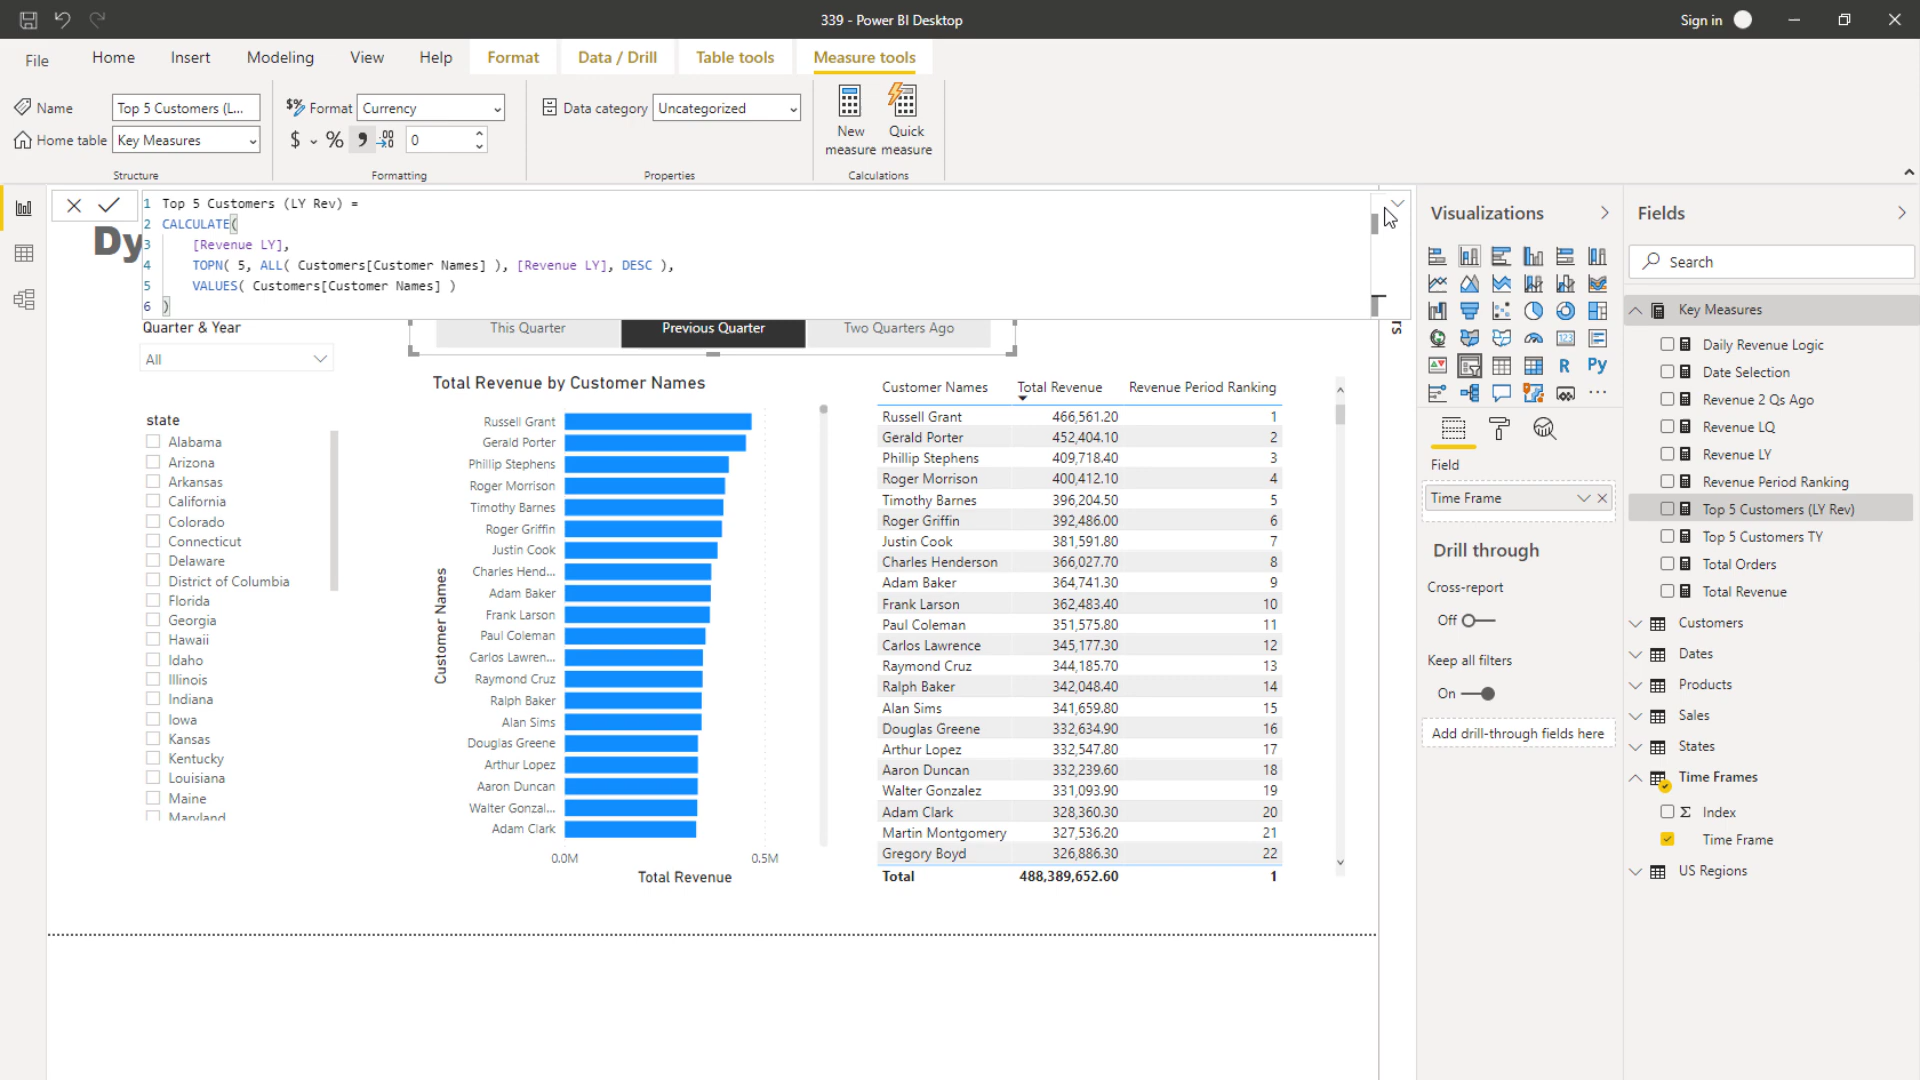 339 - Power BI Desktop
Sign in
File
Home
Insert
Modeling
View
Help
Format
Data / Drill
Table tools
Measure tools
Name
Top 5 Customers (L...
$% Format
Currency
Data category
Uncategorized
Home table
Key Measures
$
%
0
New measure
Quick measure
Structure
Formatting
Properties
Calculations
1 Top 5 Customers (LY Rev) =
2 CALCULATE(
3 [Revenue LY],
4 TOPN( 5, ALL( Customers[Customer Names] ), [Revenue LY], DESC ),
5 VALUES( Customers[Customer Names] )
6 )
Dy
Quarter & Year
All
This Quarter
Previous Quarter
Two Quarters Ago
rs
state
Alabama
Arizona
Arkansas
California
Colorado
Connecticut
Delaware
District of Columbia
Florida
Georgia
Hawaii
Idaho
Illinois
Indiana
Iowa
Kansas
Kentucky
Louisiana
Maine
Maryland
Total Revenue by Customer Names
Customer Names
Russell Grant
Gerald Porter
Phillip Stephens
Roger Morrison
Timothy Barnes
Roger Griffin
Justin Cook
Charles Hend...
Adam Baker
Frank Larson
Paul Coleman
Carlos Lawren...
Raymond Cruz
Ralph Baker
Alan Sims
Douglas Greene
Arthur Lopez
Aaron Duncan
Walter Gonzal...
Adam Clark
0.0M 0.5M
Total Revenue
Customer Names Total Revenue Revenue Period Ranking
Russell Grant 466,561.20 1
Gerald Porter 452,404.10 2
Phillip Stephens 409,718.40 3
Roger Morrison 400,412.10 4
Timothy Barnes 396,204.50 5
Roger Griffin 392,486.00 6
Justin Cook 381,591.80 7
Charles Henderson 366,027.70 8
Adam Baker 364,741.30 9
Frank Larson 362,483.40 10
Paul Coleman 351,575.80 11
Carlos Lawrence 345,177.30 12
Raymond Cruz 344,185.70 13
Ralph Baker 342,048.40 14
Alan Sims 341,659.80 15
Douglas Greene 332,634.90 16
Arthur Lopez 332,547.80 17
Aaron Duncan 332,239.60 18
Walter Gonzalez 331,093.90 19
Adam Clark 328,360.30 20
Martin Montgomery 327,536.20 21
Gregory Boyd 326,886.30 22
Total 488,389,652.60 1
Visualizations
R
Py
Field
Time Frame
Drill through
Cross-report
Off
Keep all filters
On
Add drill-through fields here
Fields
Search
Key Measures
Daily Revenue Logic
Date Selection
Revenue 2 Qs Ago
Revenue LQ
Revenue LY
Revenue Period Ranking
Top 5 Customers (LY Rev)
Top 5 Customers TY
Total Orders
Total Revenue
Customers
Dates
Products
Sales
States
Time Frames
Σ Index
Time Frame
US Regions